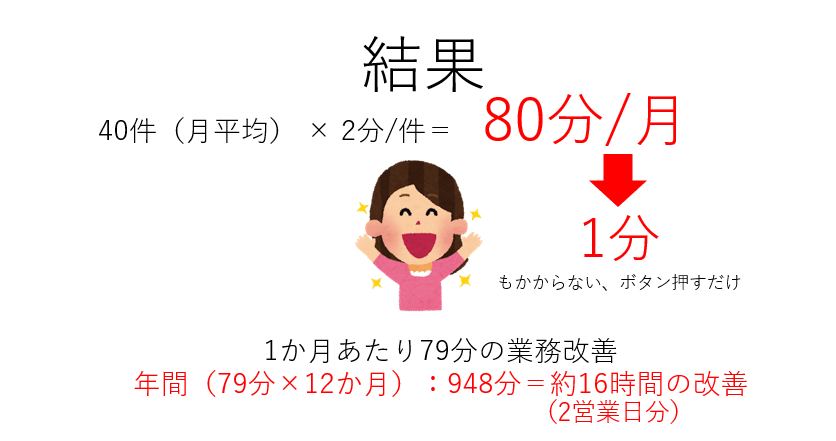 結果
40件（月平均） × 2分/件＝ 80分/月
1分
もかからない、ボタン押すだけ
1か月あたり79分の業務改善
年間（79分×12か月）：948分＝約16時間の改善
（2営業日分）